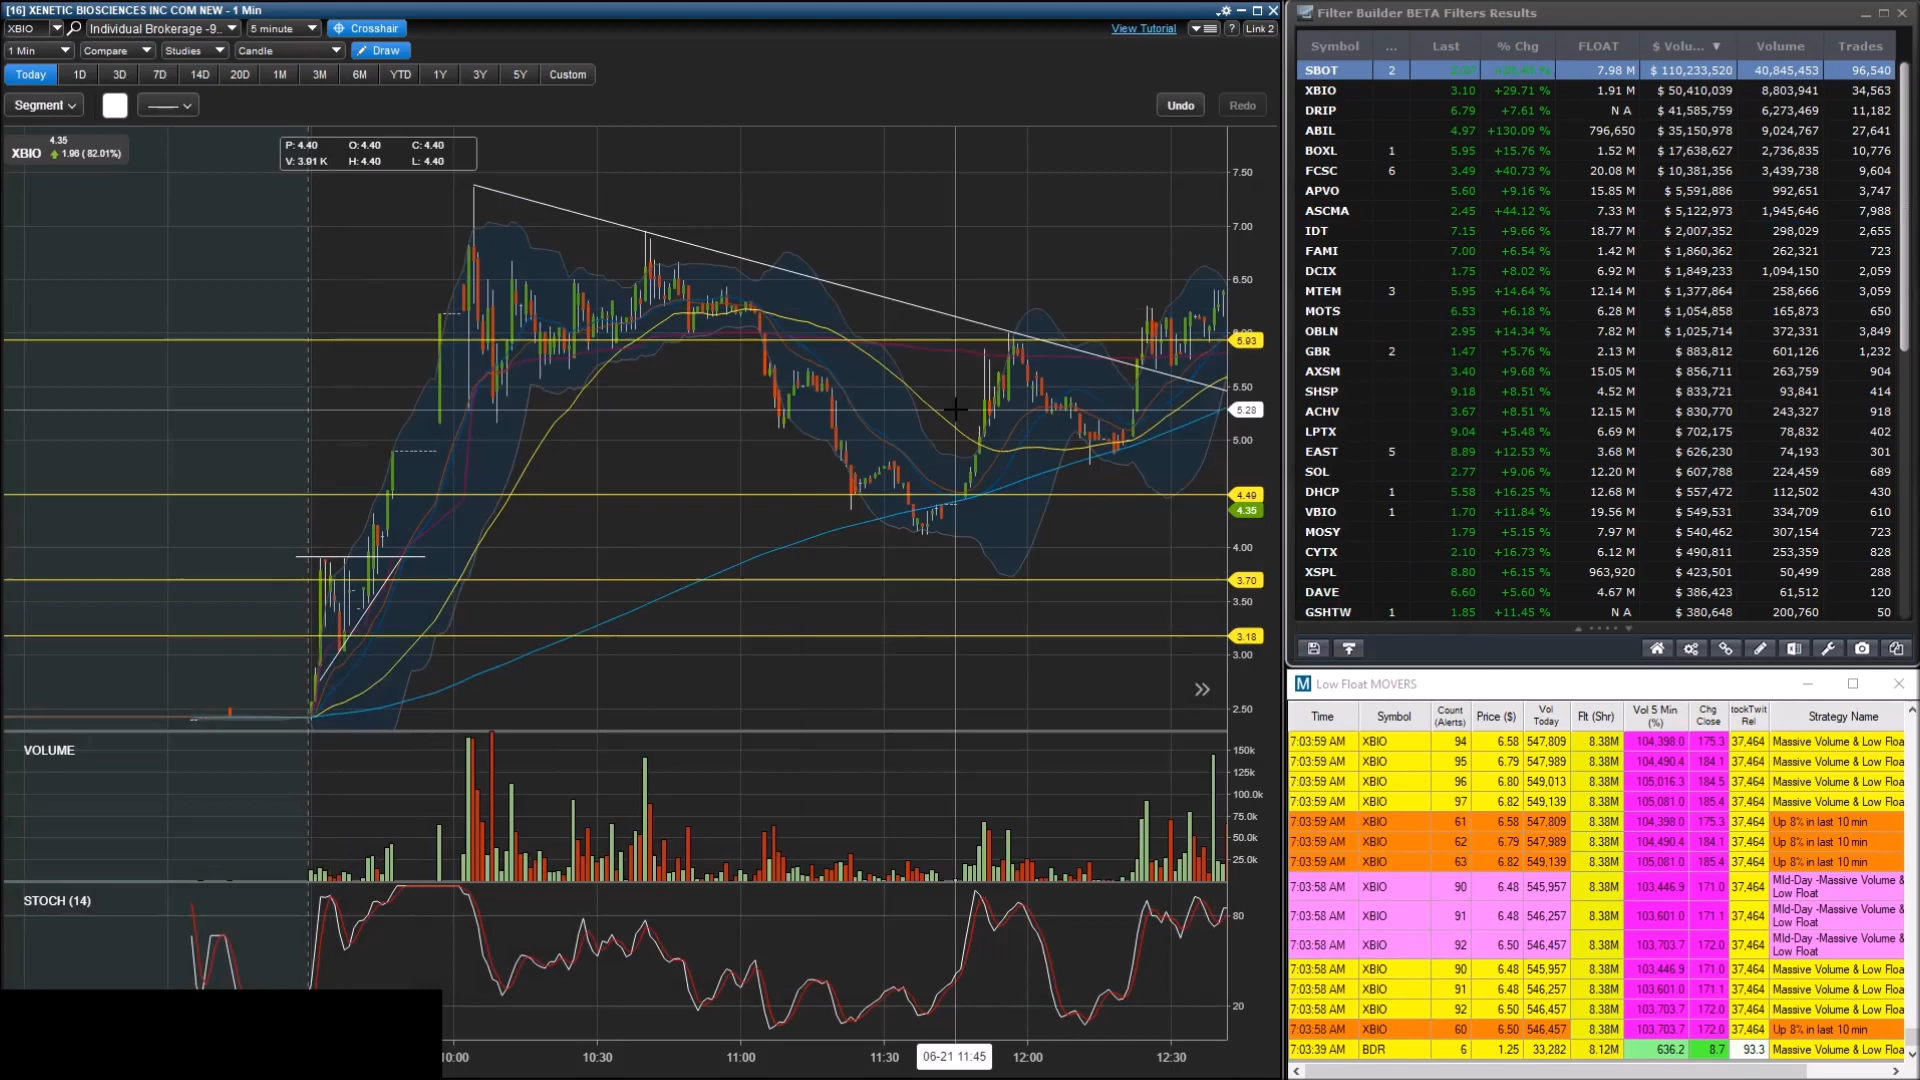 [16] XENETIC BIOSCIENCES INC COM NEW - 1 Min
XBIO Individual Brokerage -9.. 5 minute Crosshair View Tutorial ? Link 2
1 Min Compare Studies Candle Draw
Today 1D 3D 7D 14D 20D 1M 3M 6M YTD 1Y 3Y 5Y Custom
Segment Undo Redo
XBIO 4.35 1.96 ( 82.01%)
P: 4.40 O: 4.40 C: 4.40
V: 3.91 K H: 4.40 L: 4.40
7.50
7.00
6.50
6.00
5.93
5.50
5.28
5.00
4.49
4.35
4.00
3.70
3.50
3.18
3.00
2.50
VOLUME
150k
125k
100.0k
75.0k
50.0k
25.0k
STOCH (14)
80
20
10:00 10:30 11:00 11:30 06-21 11:45 12:00 12:30
Filter Builder BETA Filters Results
Symbol ... Last % Chg FLOAT $ Volu... ▼ Volume Trades
SBOT 2 7.98 M $ 110,233,520 40,845,453 96,540
XBIO 3.10 +29.71 % 1.91 M $ 50,410,039 8,803,941 34,563
DRIP 6.79 +7.61 % N A $ 41,585,759 6,273,469 11,182
ABIL 4.97 +130.09 % 796,650 $ 35,150,978 9,024,767 27,641
BOXL 1 5.95 +15.76 % 1.52 M $ 17,638,627 2,736,835 10,776
FCSC 6 3.49 +40.73 % 20.08 M $ 10,381,356 3,439,738 9,604
APVO 5.60 +9.16 % 15.85 M $ 5,591,886 992,651 3,747
ASCMA 2.45 +44.12 % 7.33 M $ 5,122,973 1,945,646 7,988
IDT 7.15 +9.66 % 18.77 M $ 2,007,352 298,029 2,655
FAMI 7.00 +6.54 % 1.42 M $ 1,860,362 262,321 723
DCIX 1.75 +8.02 % 6.92 M $ 1,849,233 1,094,150 2,059
MTEM 3 5.95 +14.64 % 12.14 M $ 1,377,864 258,666 3,059
MOTS 6.53 +6.18 % 6.28 M $ 1,054,858 165,873 650
OBLN 2.95 +14.34 % 7.82 M $ 1,025,714 372,331 3,849
GBR 2 1.47 +5.76 % 2.13 M $ 883,812 601,126 1,232
AXSM 3.40 +9.68 % 15.05 M $ 856,711 263,759 904
SHSP 9.18 +8.51 % 4.52 M $ 833,721 93,841 414
ACHV 3.67 +8.51 % 12.15 M $ 830,770 243,327 918
LPTX 9.04 +5.48 % 6.69 M $ 702,175 78,832 402
EAST 5 8.89 +12.53 % 3.68 M $ 626,230 74,193 301
SOL 2.77 +9.06 % 12.20 M $ 607,788 224,459 689
DHCP 1 5.58 +16.25 % 12.68 M $ 557,472 112,502 430
VBIO 1 1.70 +11.84 % 19.56 M $ 549,531 334,709 610
MOSY 1.79 +5.15 % 7.97 M $ 540,462 307,154 723
CYTX 2.10 +16.73 % 6.12 M $ 490,811 253,359 828
XSPL 8.80 +6.15 % 963,920 $ 423,501 50,499 288
DAVE 6.60 +5.60 % 4.67 M $ 386,423 61,512 120
GSHTW 1 1.85 +11.45 % N A $ 380,648 200,760 50
M Low Float MOVERS
Time Symbol Count (Alerts) Price ($) Vol Today Flt (Shr) Vol 5 Min (%) Chg Close tockTwit Rel Strategy Name
7:03:59 AM XBIO 94 6.58 547,809 8.38M 104,398.0 175.3 37,464 Massive Volume & Low Floa
7:03:59 AM XBIO 95 6.79 547,989 8.38M 104,490.4 184.1 37,464 Massive Volume & Low Floa
7:03:59 AM XBIO 96 6.80 549,013 8.38M 105,016.3 184.5 37,464 Massive Volume & Low Floa
7:03:59 AM XBIO 97 6.82 549,139 8.38M 105,081.0 185.4 37,464 Massive Volume & Low Floa
7:03:59 AM XBIO 61 6.58 547,809 8.38M 104,398.0 175.3 37,464 Up 8% in last 10 min
7:03:59 AM XBIO 62 6.79 547,989 8.38M 104,490.4 184.1 37,464 Up 8% in last 10 min
7:03:59 AM XBIO 63 6.82 549,139 8.38M 105,081.0 185.4 37,464 Up 8% in last 10 min
7:03:58 AM XBIO 90 6.48 545,957 8.38M 103,446.9 171.0 37,464 MId-Day -Massive Volume & Low Float
7:03:58 AM XBIO 91 6.48 546,257 8.38M 103,601.0 171.1 37,464 MId-Day -Massive Volume & Low Float
7:03:58 AM XBIO 92 6.50 546,457 8.38M 103,703.7 172.0 37,464 MId-Day -Massive Volume & Low Float
7:03:58 AM XBIO 90 6.48 545,957 8.38M 103,446.9 171.0 37,464 Massive Volume & Low Floa
7:03:58 AM XBIO 91 6.48 546,257 8.38M 103,601.0 171.1 37,464 Massive Volume & Low Floa
7:03:58 AM XBIO 92 6.50 546,457 8.38M 103,703.7 172.0 37,464 Massive Volume & Low Floa
7:03:58 AM XBIO 60 6.50 546,457 8.38M 103,703.7 172.0 37,464 Up 8% in last 10 min
7:03:39 AM BDR 6 1.25 33,282 8.12M 636.2 8.7 93.3 Massive Volume & Low Floa